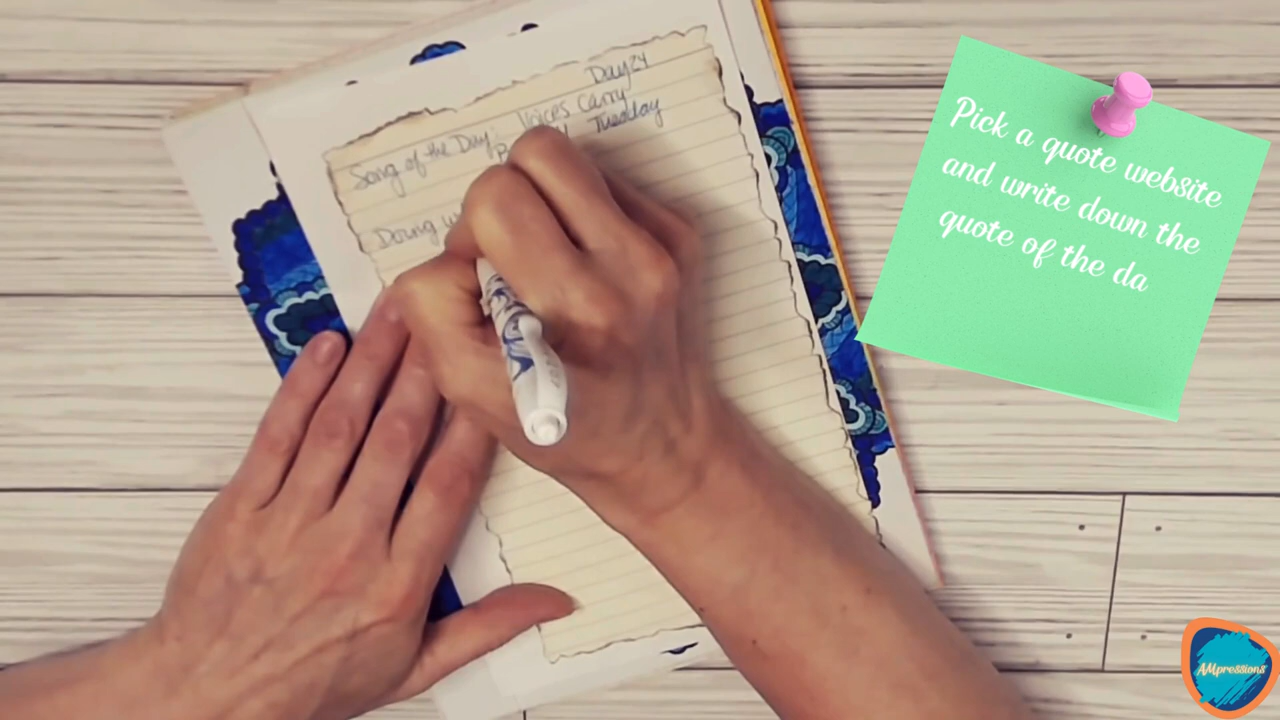 Day 24
Song of the Day: Voices Carry
Tuesday
Doing
Pick a quote website
and write down the
quote of the da
AMpressions